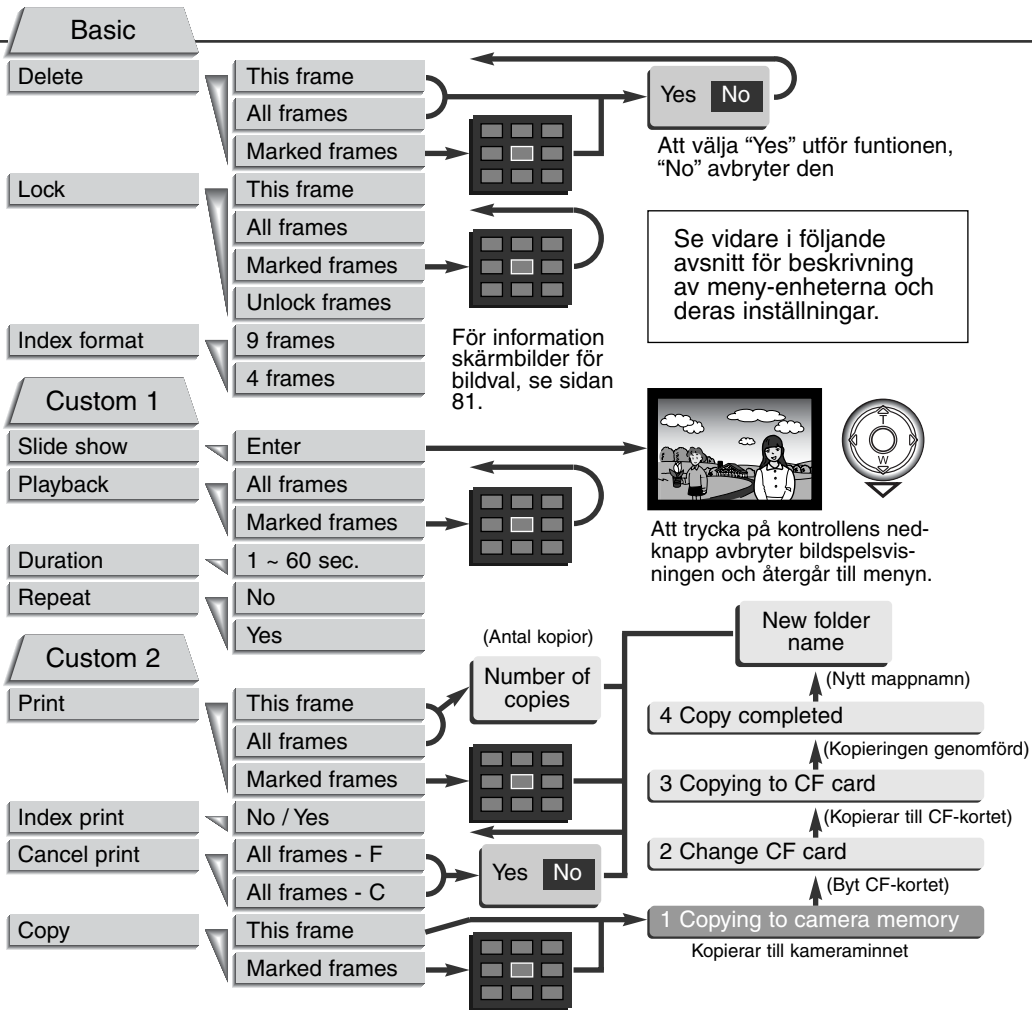 Basic
Delete
This frame
All frames
Marked frames
Yes No
Att välja “Yes” utför funtionen,
“No” avbryter den
Lock
This frame
All frames
Marked frames
Unlock frames
Se vidare i följande
avsnitt för beskrivning
av meny-enheterna och
deras inställningar.
Index format
9 frames
4 frames
För information
skärmbilder för
bildval, se sidan
81.
Custom 1
Slide show
Enter
Playback
All frames
Marked frames
T
W
Att trycka på kontrollens ned-
knapp avbryter bildspelsvis-
ningen och återgår till menyn.
Duration
1 ~ 60 sec.
Repeat
No
Yes
Custom 2
Print
This frame
All frames
Marked frames
(Antal kopior)
Number of
copies
Index print
No / Yes
Cancel print
All frames - F
All frames - C
Yes No
Copy
This frame
Marked frames
New folder
name
(Nytt mappnamn)
4 Copy completed
(Kopieringen genomförd)
3 Copying to CF card
(Kopierar till CF-kortet)
2 Change CF card
(Byt CF-kortet)
1 Copying to camera memory
Kopierar till kameraminnet